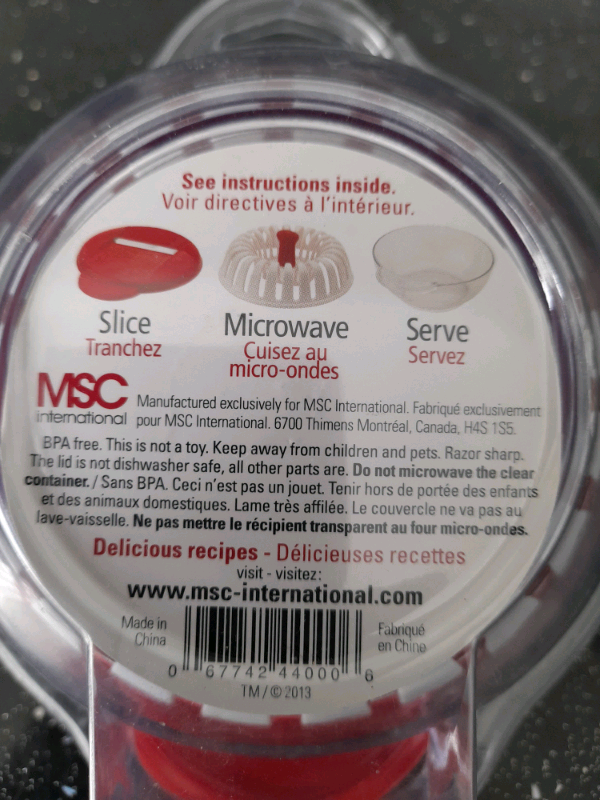 See instructions inside.
Voir directives à l'intérieur.
Slice
Tranchez
Microwave
Cuisez au
micro-ondes
Serve
Servez
MSC
international
Manufactured exclusively for MSC International. Fabriqué exclusivement
pour MSC International. 6700 Thimens Montréal, Canada, H4S 1S5.
BPA free. This is not a toy. Keep away from children and pets. Razor sharp.
The lid is not dishwasher safe, all other parts are. Do not microwave the clear
container. / Sans BPA. Ceci n'est pas un jouet. Tenir hors de portée des enfants
et des animaux domestiques. Lame très affilée. Le couvercle ne va pas au
lave-vaisselle. Ne pas mettre le récipient transparent au four micro-ondes.
Delicious recipes - Délicieuses recettes
visit - visitez:
www.msc-international.com
Made in
China
Fabriqué
en Chine
0 67742 44000 6
TM / © 2013